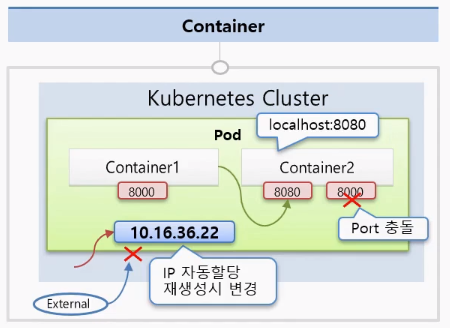 Container
Kubernetes Cluster
Pod
localhost:8080
Container1
Container2
8000
8080
8000
Port 충돌
10.16.36.22
IP 자동할당
재생성시 변경
External